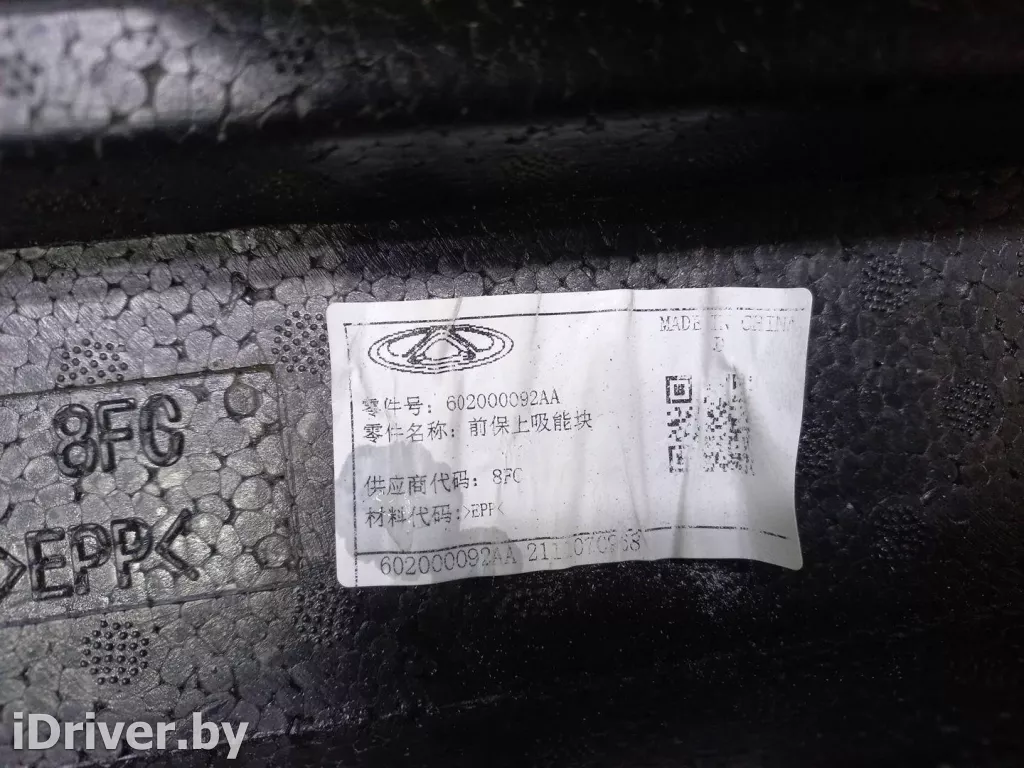 MADE IN CHINA
D
零件号: 602000092AA
零件名称: 前保上吸能块
供应商代码: 8FC
材料代码:>EPP<
602000092AA
8FC
>EPP<
iDriver.by